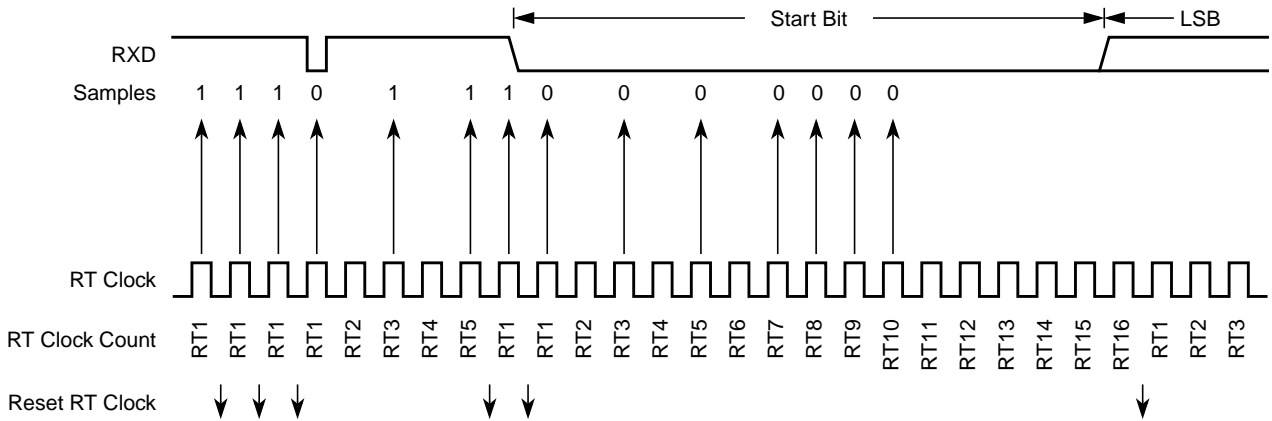 Start Bit LSB
RXD
Samples 1 1 1 0 1 1 1 0 0 0 0 0 0 0
RT Clock
RT Clock Count RT1 RT1 RT1 RT1 RT2 RT3 RT4 RT5 RT1 RT1 RT2 RT3 RT4 RT5 RT6 RT7 RT8 RT9 RT10 RT11 RT12 RT13 RT14 RT15 RT16 RT1 RT2 RT3
Reset RT Clock